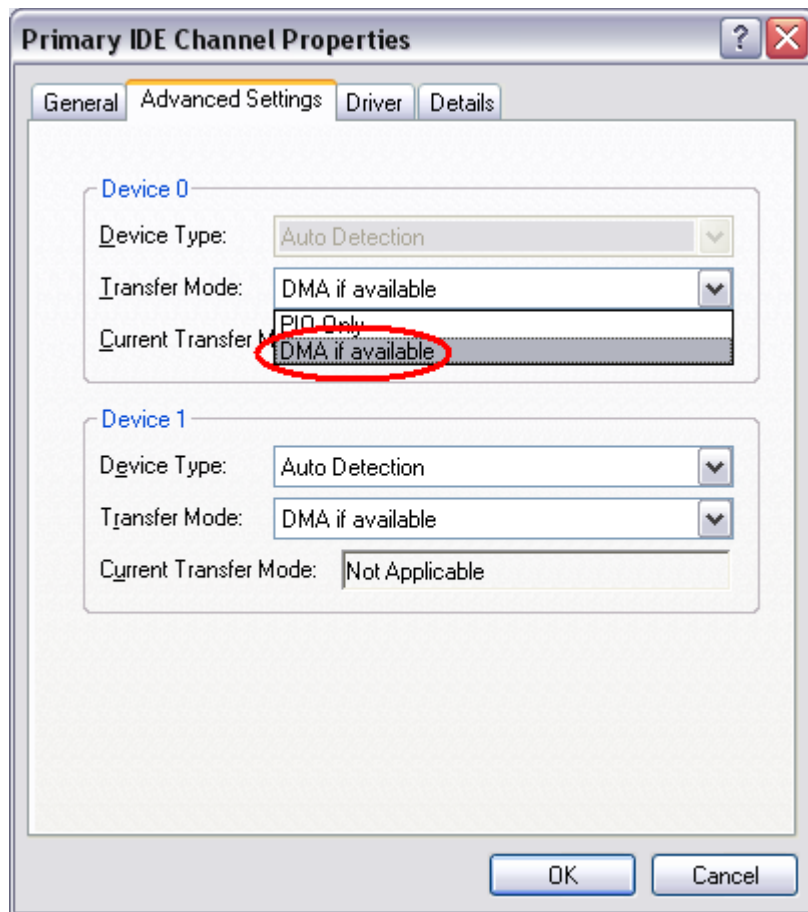 Primary IDE Channel Properties
General Advanced Settings Driver Details
Device 0
Device Type: Auto Detection
Transfer Mode: DMA if available
PIO Only
Current Transfer M
DMA if available
Device 1
Device Type: Auto Detection
Transfer Mode: DMA if available
Current Transfer Mode: Not Applicable
OK Cancel